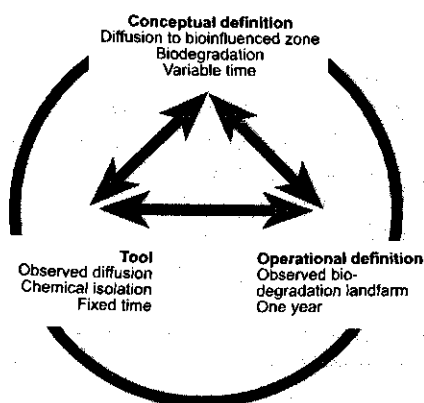 Conceptual definition
Diffusion to bioinfluenced zone
Biodegradation
Variable time
Tool
Observed diffusion
Chemical isolation
Fixed time
Operational definition
Observed bio-
degradation landfarm
One year